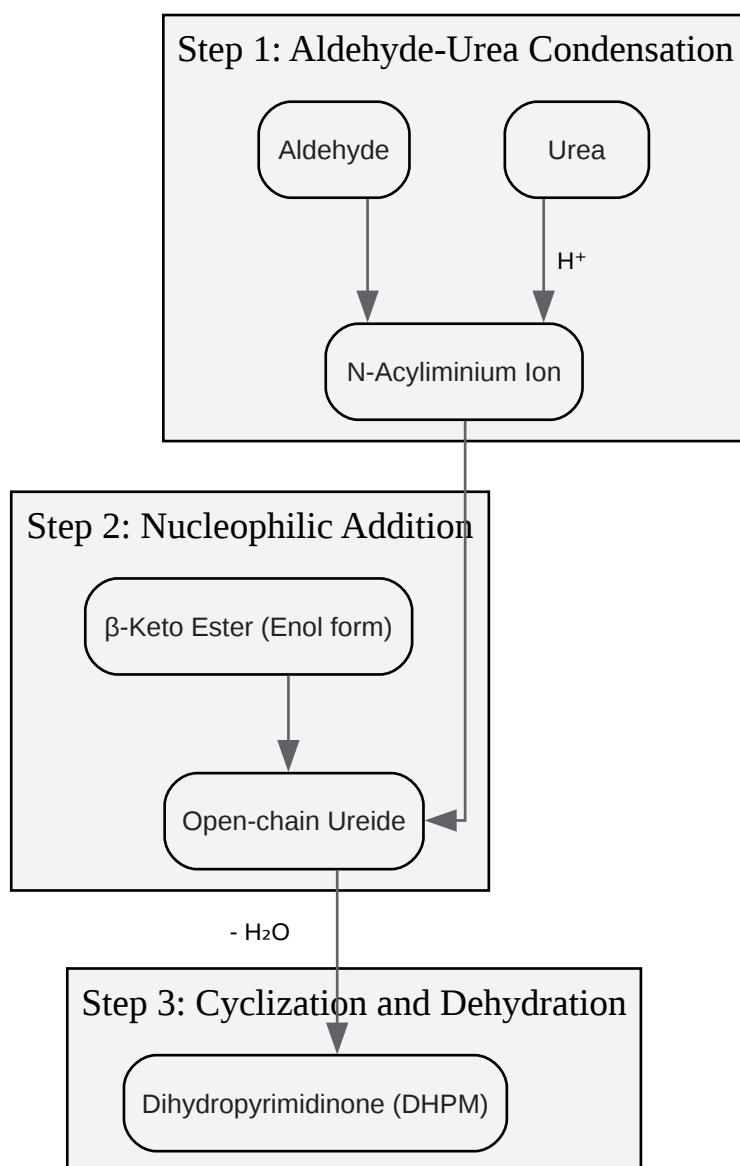 Step 1: Aldehyde-Urea Condensation
Aldehyde
Urea
H⁺
N-Acyliminium Ion
Step 2: Nucleophilic Addition
β-Keto Ester (Enol form)
Open-chain Ureide
- H₂O
Step 3: Cyclization and Dehydration
Dihydropyrimidinone (DHPM)